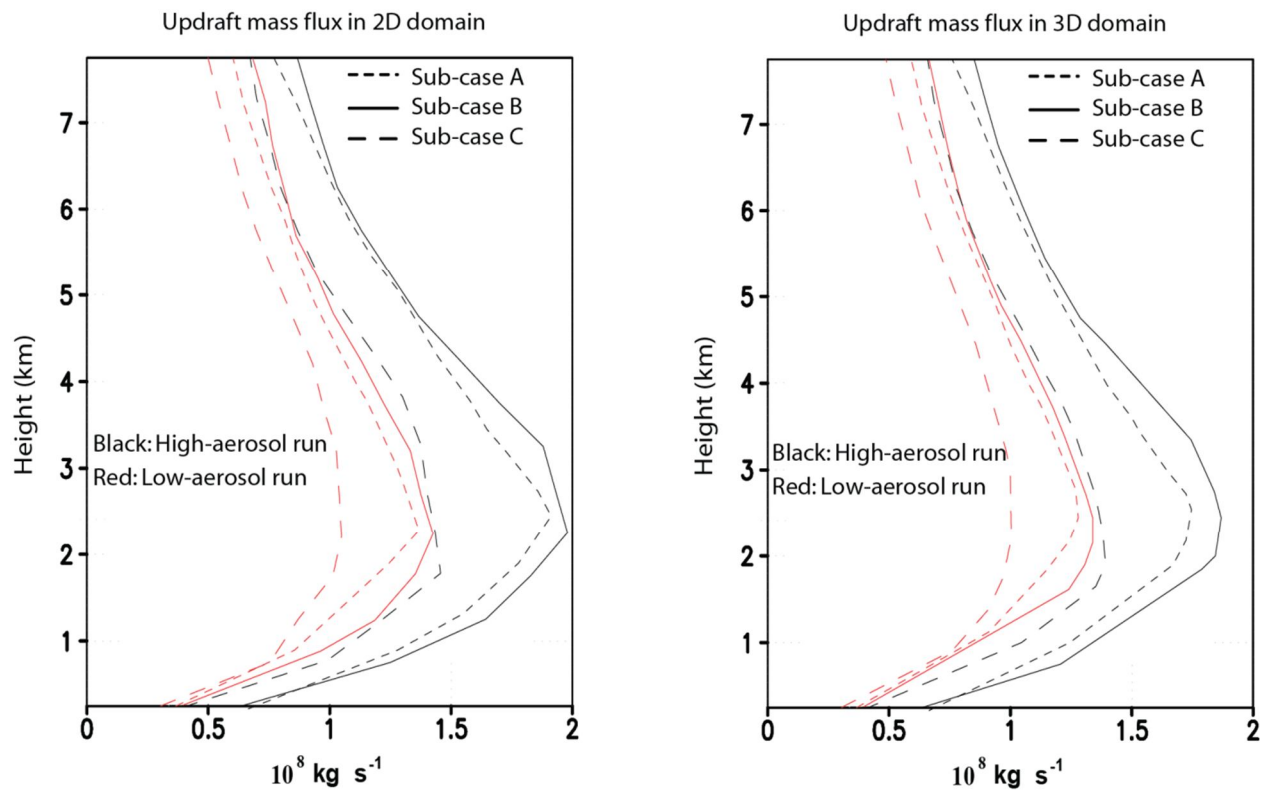 Updraft mass flux in 2D domain
Sub-case A
Sub-case B
Sub-case C
7
6
5
4
3
2
1
Height (km)
Black: High-aerosol run
Red: Low-aerosol run
0 0.5 1 1.5 2
10⁸ kg s⁻¹
Updraft mass flux in 3D domain
Sub-case A
Sub-case B
Sub-case C
7
6
5
4
3
2
1
Height (km)
Black: High-aerosol run
Red: Low-aerosol run
0 0.5 1 1.5 2
10⁸ kg s⁻¹